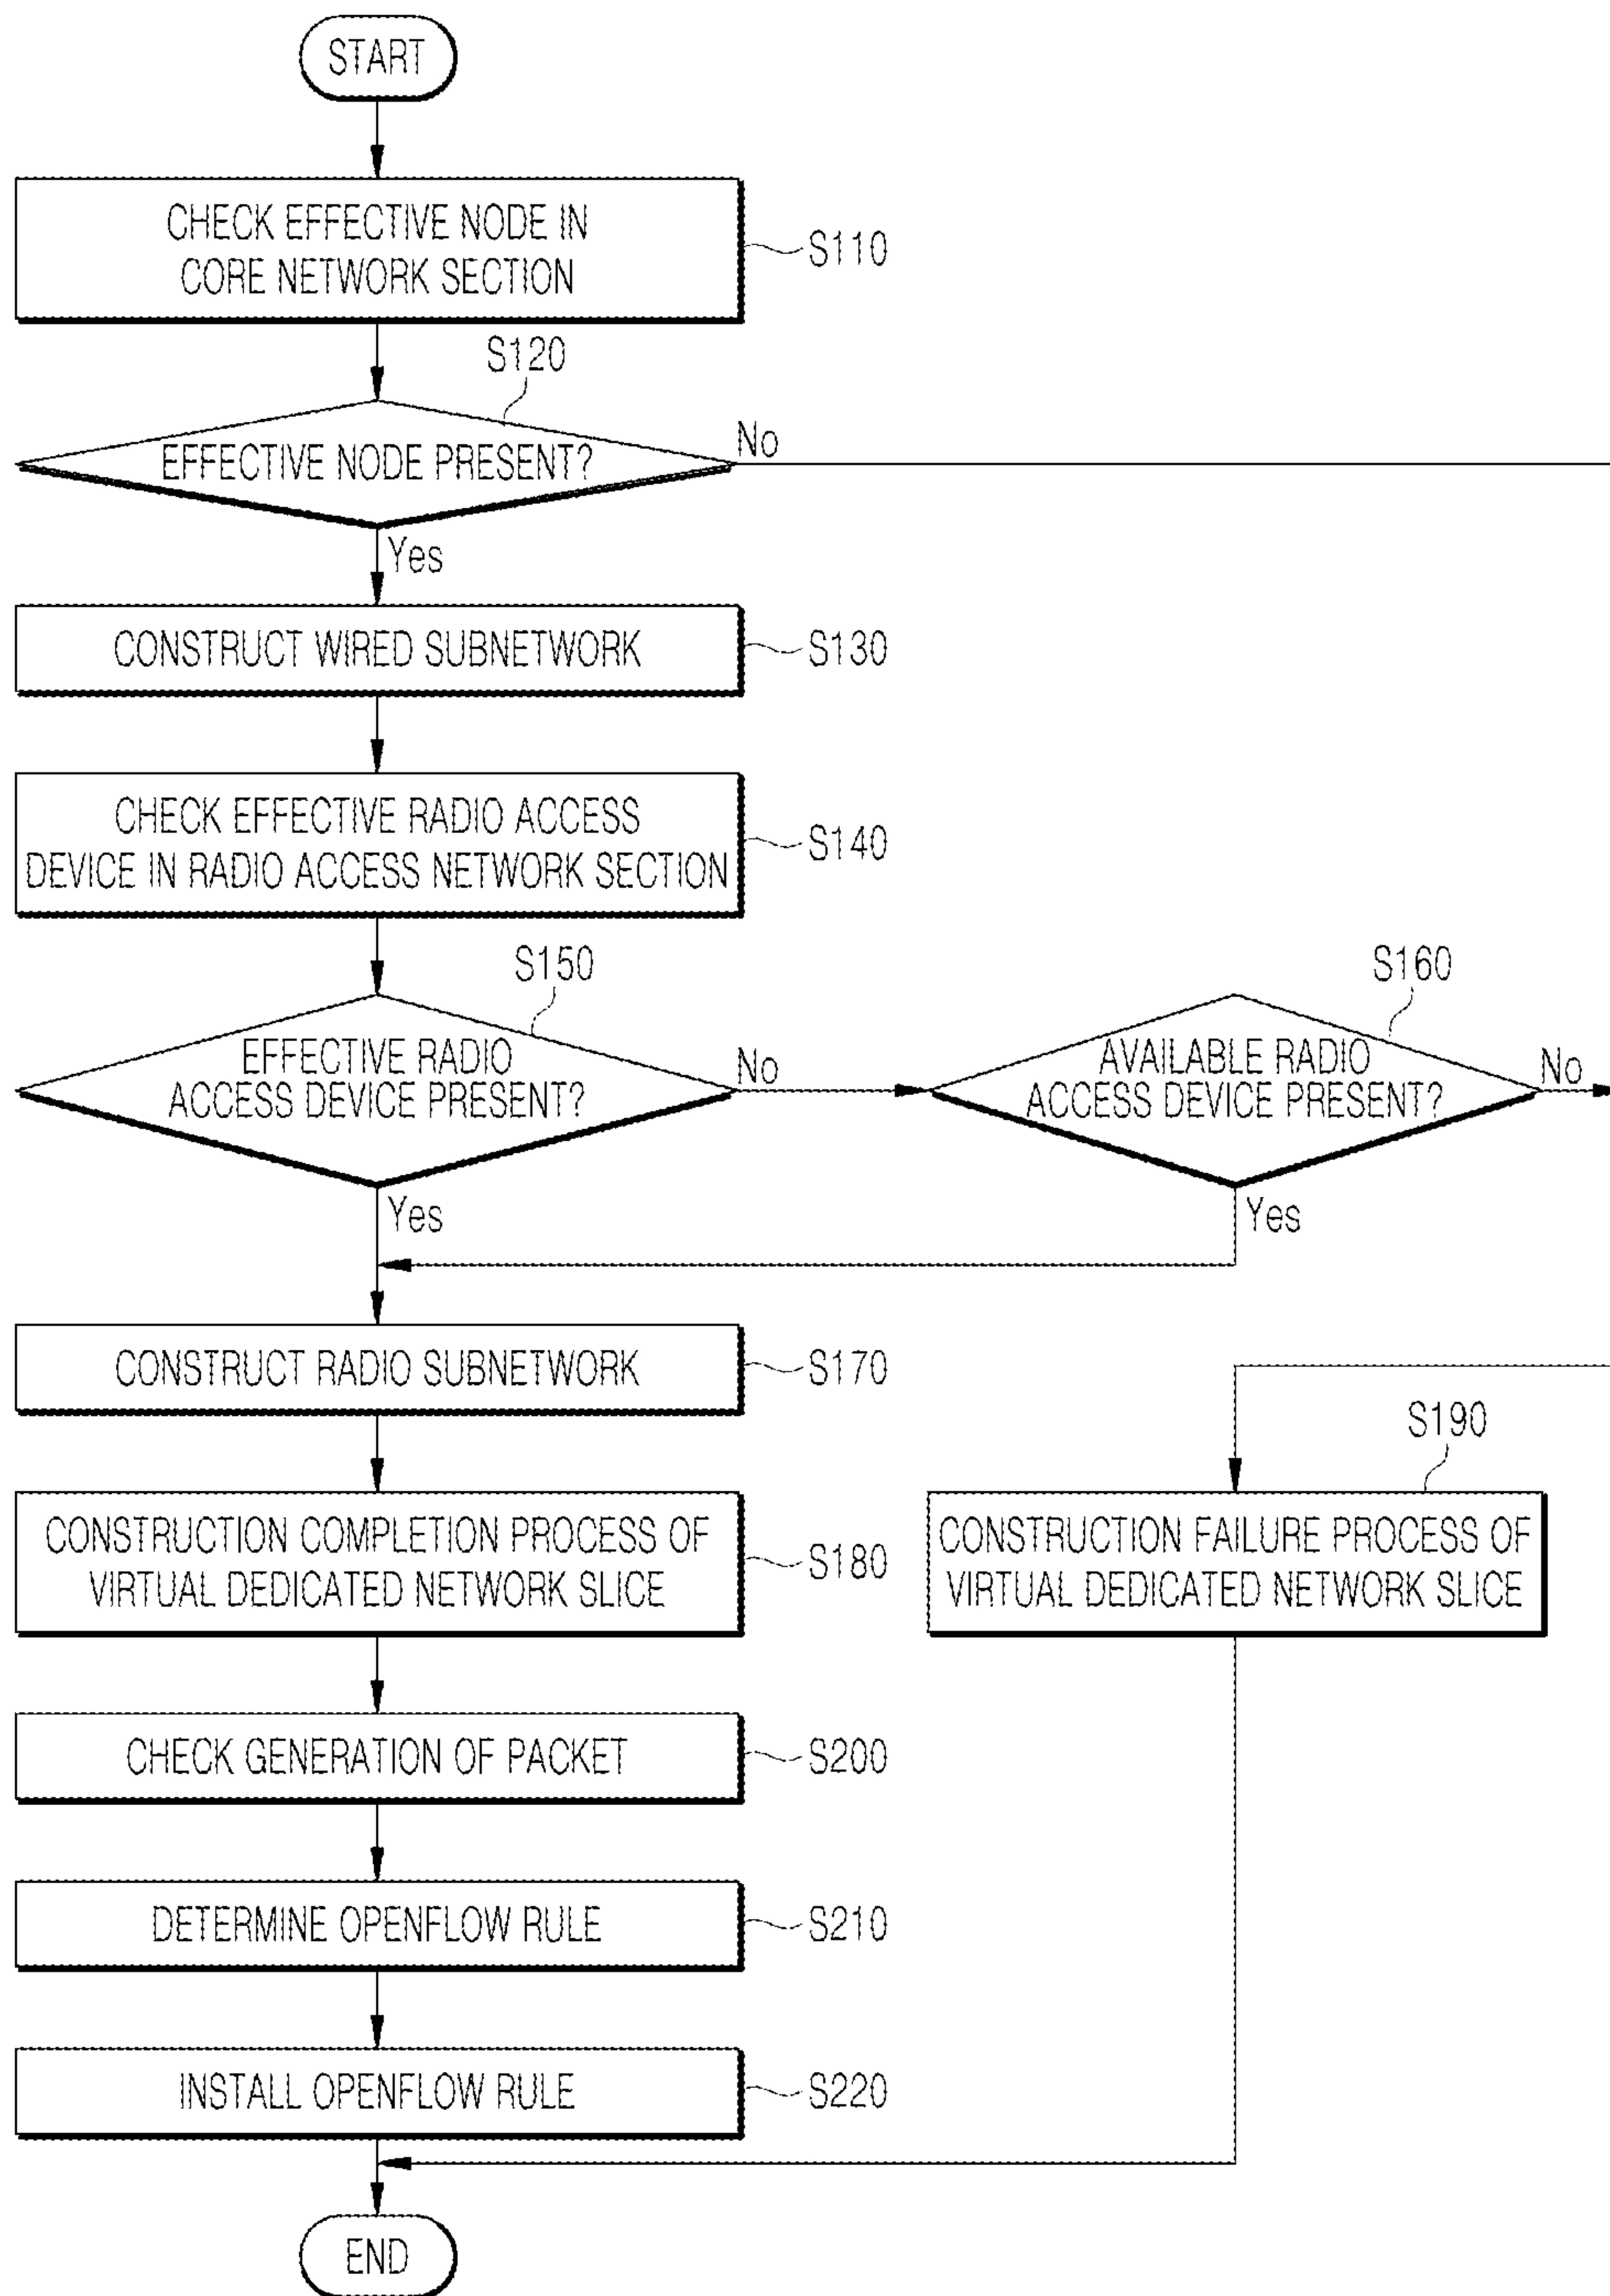 START
CHECK EFFECTIVE NODE IN
CORE NETWORK SECTION
S110
S120
EFFECTIVE NODE PRESENT?
No
Yes
CONSTRUCT WIRED SUBNETWORK
S130
CHECK EFFECTIVE RADIO ACCESS
DEVICE IN RADIO ACCESS NETWORK SECTION
S140
S150
EFFECTIVE RADIO
ACCESS DEVICE PRESENT?
No
Yes
S160
AVAILABLE RADIO
ACCESS DEVICE PRESENT?
No
Yes
CONSTRUCT RADIO SUBNETWORK
S170
CONSTRUCTION COMPLETION PROCESS OF
VIRTUAL DEDICATED NETWORK SLICE
S180
S190
CONSTRUCTION FAILURE PROCESS OF
VIRTUAL DEDICATED NETWORK SLICE
CHECK GENERATION OF PACKET
S200
DETERMINE OPENFLOW RULE
S210
INSTALL OPENFLOW RULE
S220
END